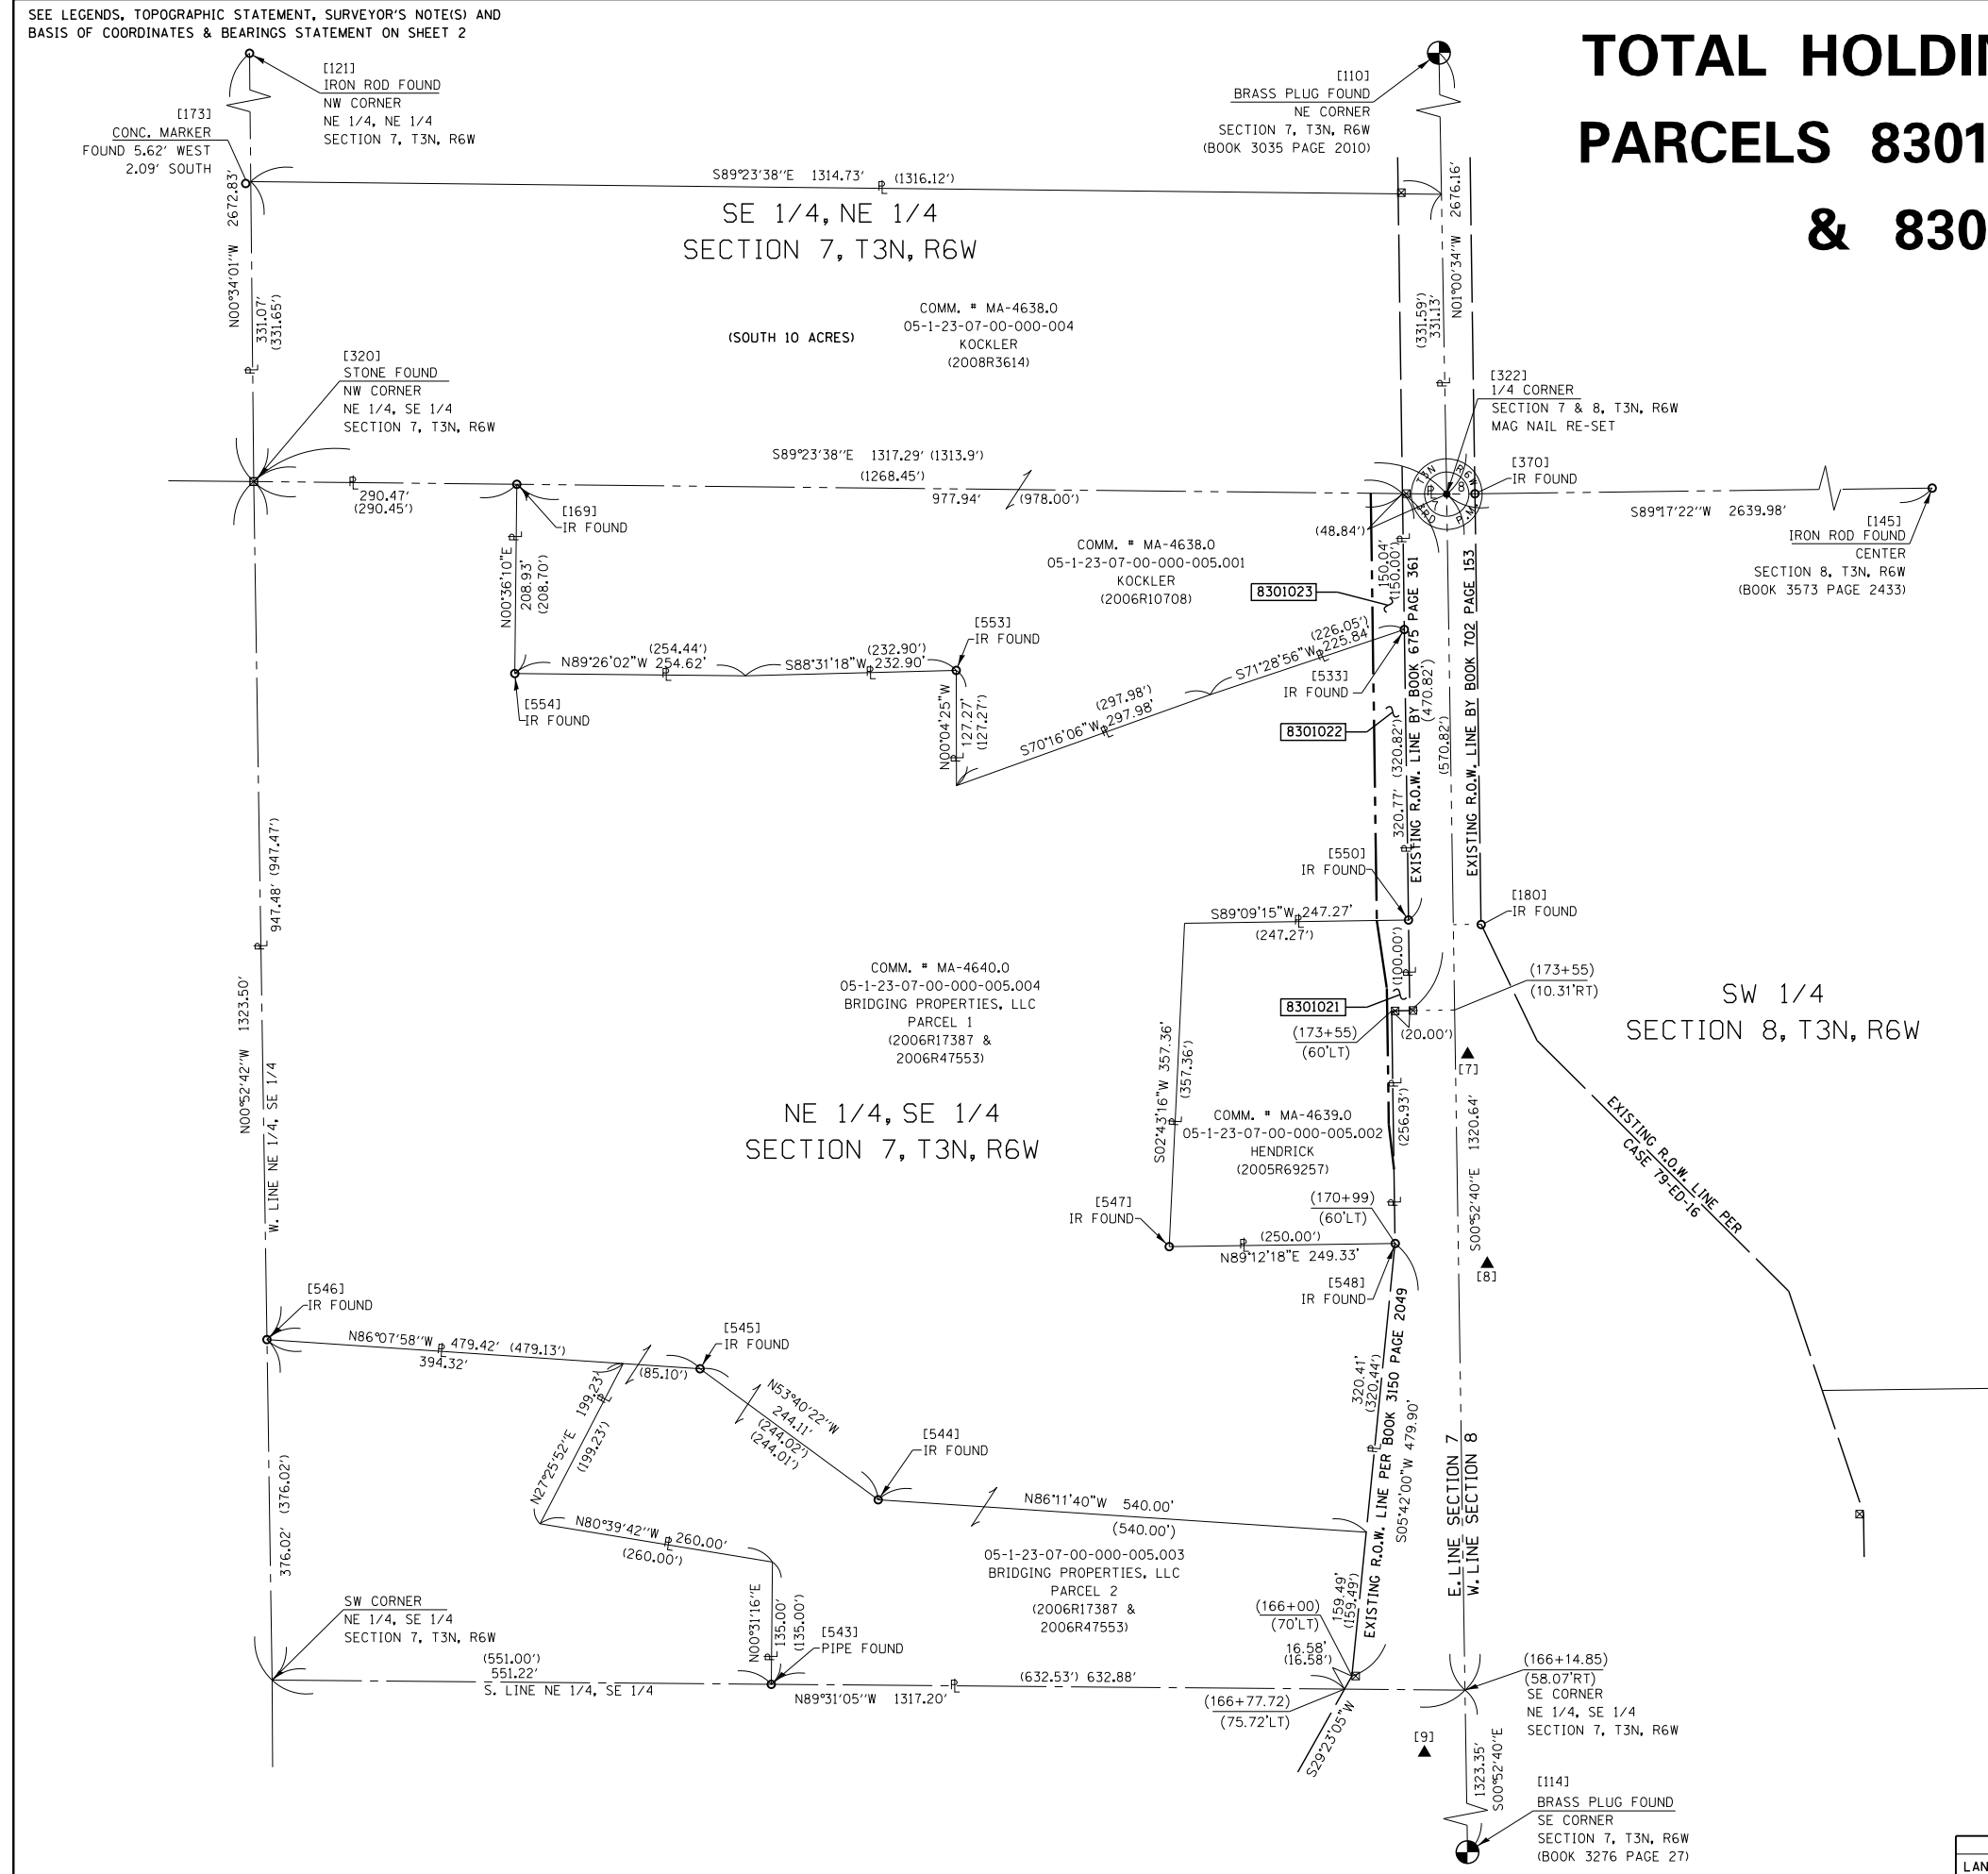 SEE LEGENDS, TOPOGRAPHIC STATEMENT, SURVEYOR'S NOTE(S) AND
BASIS OF COORDINATES & BEARINGS STATEMENT ON SHEET 2
TOTAL HOLDIN
PARCELS 8301
& 830
[121]
IRON ROD FOUND
NW CORNER
NE 1/4, NE 1/4
SECTION 7, T3N, R6W
[173]
CONC. MARKER
FOUND 5.62' WEST
2.09' SOUTH
[110]
BRASS PLUG FOUND
NE CORNER
SECTION 7, T3N, R6W
(BOOK 3035 PAGE 2010)
S89°23'38"E 1314.73' (1316.12')
SE 1/4, NE 1/4
SECTION 7, T3N, R6W
N00°34'01"W 2672.83'
331.07'
(331.65')
N01°00'34"W 2676.16'
(331.59')
331.13'
(SOUTH 10 ACRES)
COMM. # MA-4638.0
05-1-23-07-00-000-004
KOCKLER
(2008R3614)
[320]
STONE FOUND
NW CORNER
NE 1/4, SE 1/4
SECTION 7, T3N, R6W
[322]
1/4 CORNER
SECTION 7 & 8, T3N, R6W
MAG NAIL RE-SET
[370]
IR FOUND
S89°23'38"E 1317.29' (1313.9')
(1268.45')
290.47'
(290.45')
977.94' (978.00')
T3N R6W
7 8
3RD P.M.
S89°17'22"W 2639.98'
[145]
IRON ROD FOUND
CENTER
SECTION 8, T3N, R6W
(BOOK 3573 PAGE 2433)
[169]
IR FOUND
(48.84')
N00°36'10"E
208.93'
(208.70')
COMM. # MA-4638.0
05-1-23-07-00-000-005.001
KOCKLER
(2006R10708)
8301023
150.04'
(150.00')
EXISTING R.O.W. LINE BY BOOK 675 PAGE 361
EXISTING R.O.W. LINE BY BOOK 702 PAGE 153
[553]
IR FOUND
(254.44')
N89°26'02"W 254.62'
(232.90')
S88°31'18"W 232.90'
(226.05')
S71°28'56"W 225.84'
[533]
IR FOUND
(470.82')
[554]
IR FOUND
N00°04'25"W
127.27'
(127.27')
(297.98')
S70°16'06"W 297.98'
8301022
320.77' (320.82')
(570.82')
947.48' (947.47')
[550]
IR FOUND
[180]
IR FOUND
S89°09'15"W 247.27'
(247.27')
(100.00')
N00°52'42"W 1323.50'
W. LINE NE 1/4, SE 1/4
COMM. # MA-4640.0
05-1-23-07-00-000-005.004
BRIDGING PROPERTIES, LLC
PARCEL 1
(2006R17387 &
2006R47553)
8301021
(173+55)
(60'LT)
(20.00')
(173+55)
(10.31'RT)
SW 1/4
SECTION 8, T3N, R6W
S02°43'16"W 357.36'
(357.36')
[7]
NE 1/4, SE 1/4
SECTION 7, T3N, R6W
COMM. # MA-4639.0
05-1-23-07-00-000-005.002
HENDRICK
(2005R69257)
(256.93')
S00°52'40"E 1320.64'
EXISTING R.O.W. LINE PER
CASE 79-ED-16
[547]
IR FOUND
(170+99)
(60'LT)
(250.00')
N89°12'18"E 249.33'
[548]
IR FOUND
[8]
[546]
IR FOUND
N86°07'58"W 479.42' (479.13')
394.32'
(85.10')
[545]
IR FOUND
N53°40'22"W
244.11'
(244.02')
(244.01')
320.41'
(320.44')
EXISTING R.O.W. LINE PER BOOK 3150 PAGE 2049
S05°42'00"W 479.90'
N27°25'52"E 199.23'
(199.23')
[544]
IR FOUND
E. LINE SECTION 7
W. LINE SECTION 8
376.02' (376.02')
N86°11'40"W 540.00'
(540.00')
N80°39'42"W 260.00'
(260.00')
05-1-23-07-00-000-005.003
BRIDGING PROPERTIES, LLC
PARCEL 2
(2006R17387 &
2006R47553)
N00°31'16"E
135.00'
(135.00')
159.49'
(159.49')
SW CORNER
NE 1/4, SE 1/4
SECTION 7, T3N, R6W
(166+00)
(70'LT)
16.58'
(16.58')
[543]
PIPE FOUND
(551.00')
551.22'
S. LINE NE 1/4, SE 1/4
N89°31'05"W 1317.20'
(632.53') 632.88'
(166+14.85)
(58.07'RT)
SE CORNER
NE 1/4, SE 1/4
SECTION 7, T3N, R6W
(166+77.72)
(75.72'LT)
S29°23'05"W
[9]
1323.35'
S00°52'40"E
[114]
BRASS PLUG FOUND
SE CORNER
SECTION 7, T3N, R6W
(BOOK 3276 PAGE 27)
LAN